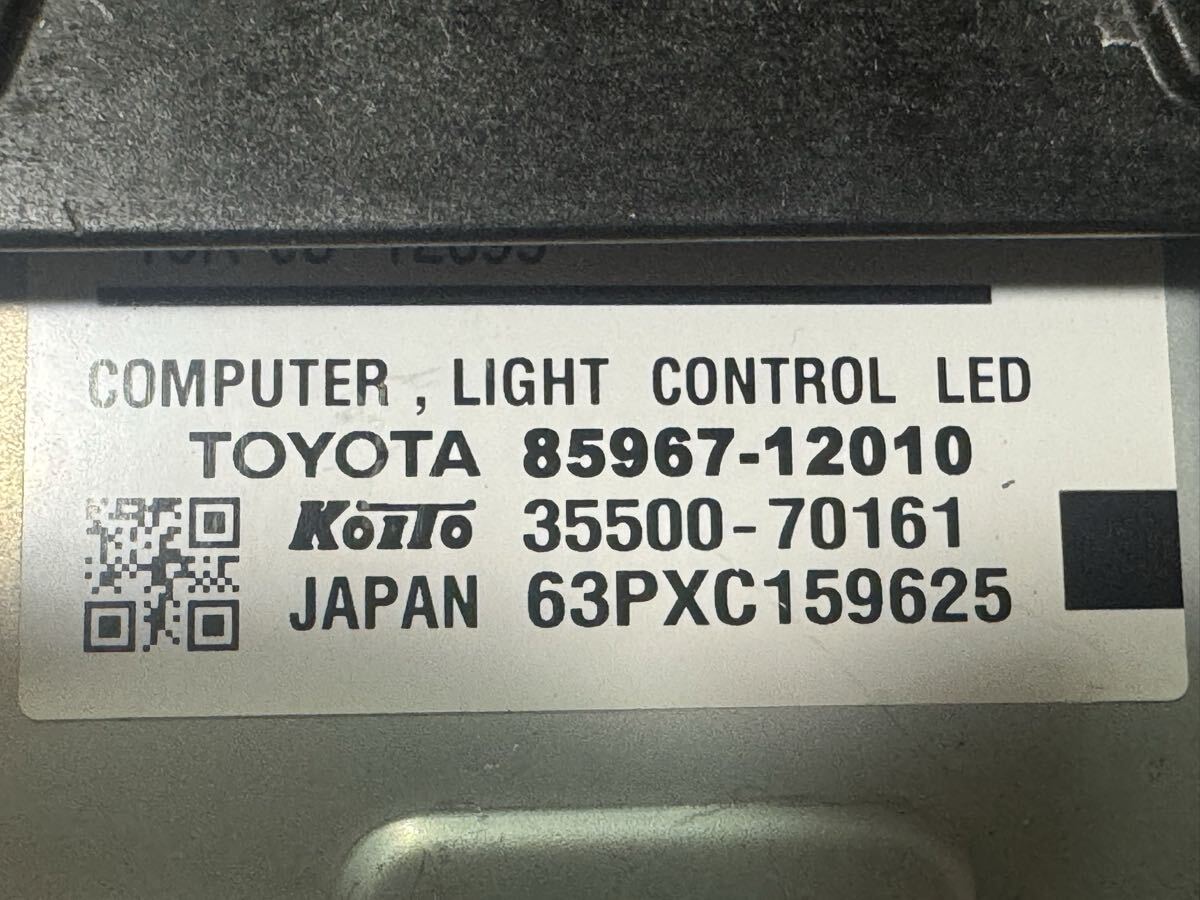 COMPUTER , LIGHT CONTROL LED
TOYOTA 85967-12010
KOITO 35500-70161
JAPAN 63PXC159625